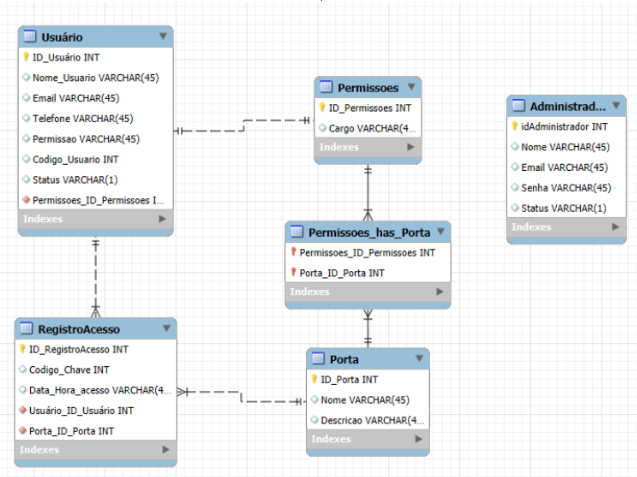 Usuário
ID_Usuário INT
Nome_Usuario VARCHAR(45)
Email VARCHAR(45)
Telefone VARCHAR(45)
Permissao VARCHAR(45)
Codigo_Usuario INT
Status VARCHAR(1)
Permissoes_ID_Permissoes I...
Indexes
Permissoes
ID_Permissoes INT
Cargo VARCHAR(4...
Indexes
Administrad...
idAdministrador INT
Nome VARCHAR(45)
Email VARCHAR(45)
Senha VARCHAR(45)
Status VARCHAR(1)
Indexes
Permissoes_has_Porta
Permissoes_ID_Permissoes INT
Porta_ID_Porta INT
Indexes
RegistroAcesso
ID_RegistroAcesso INT
Codigo_Chave INT
Data_Hora_acesso VARCHAR(4...
Usuário_ID_Usuário INT
Porta_ID_Porta INT
Indexes
Porta
ID_Porta INT
Nome VARCHAR(45)
Descricao VARCHAR(4...
Indexes